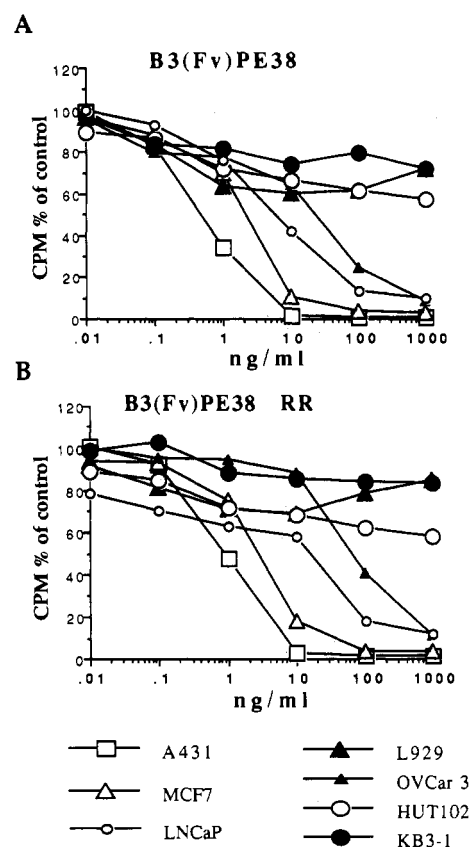 A
B3(Fv)PE38
120
100
80
60
40
20
0
CPM % of control
.01 .1 1 10 100 1000
ng/ml
B
B3(Fv)PE38 RR
120
100
80
60
40
20
0
CPM % of control
.01 .1 1 10 100 1000
ng/ml
A431
MCF7
LNCaP
L929
OVCar 3
HUT102
KB3-1